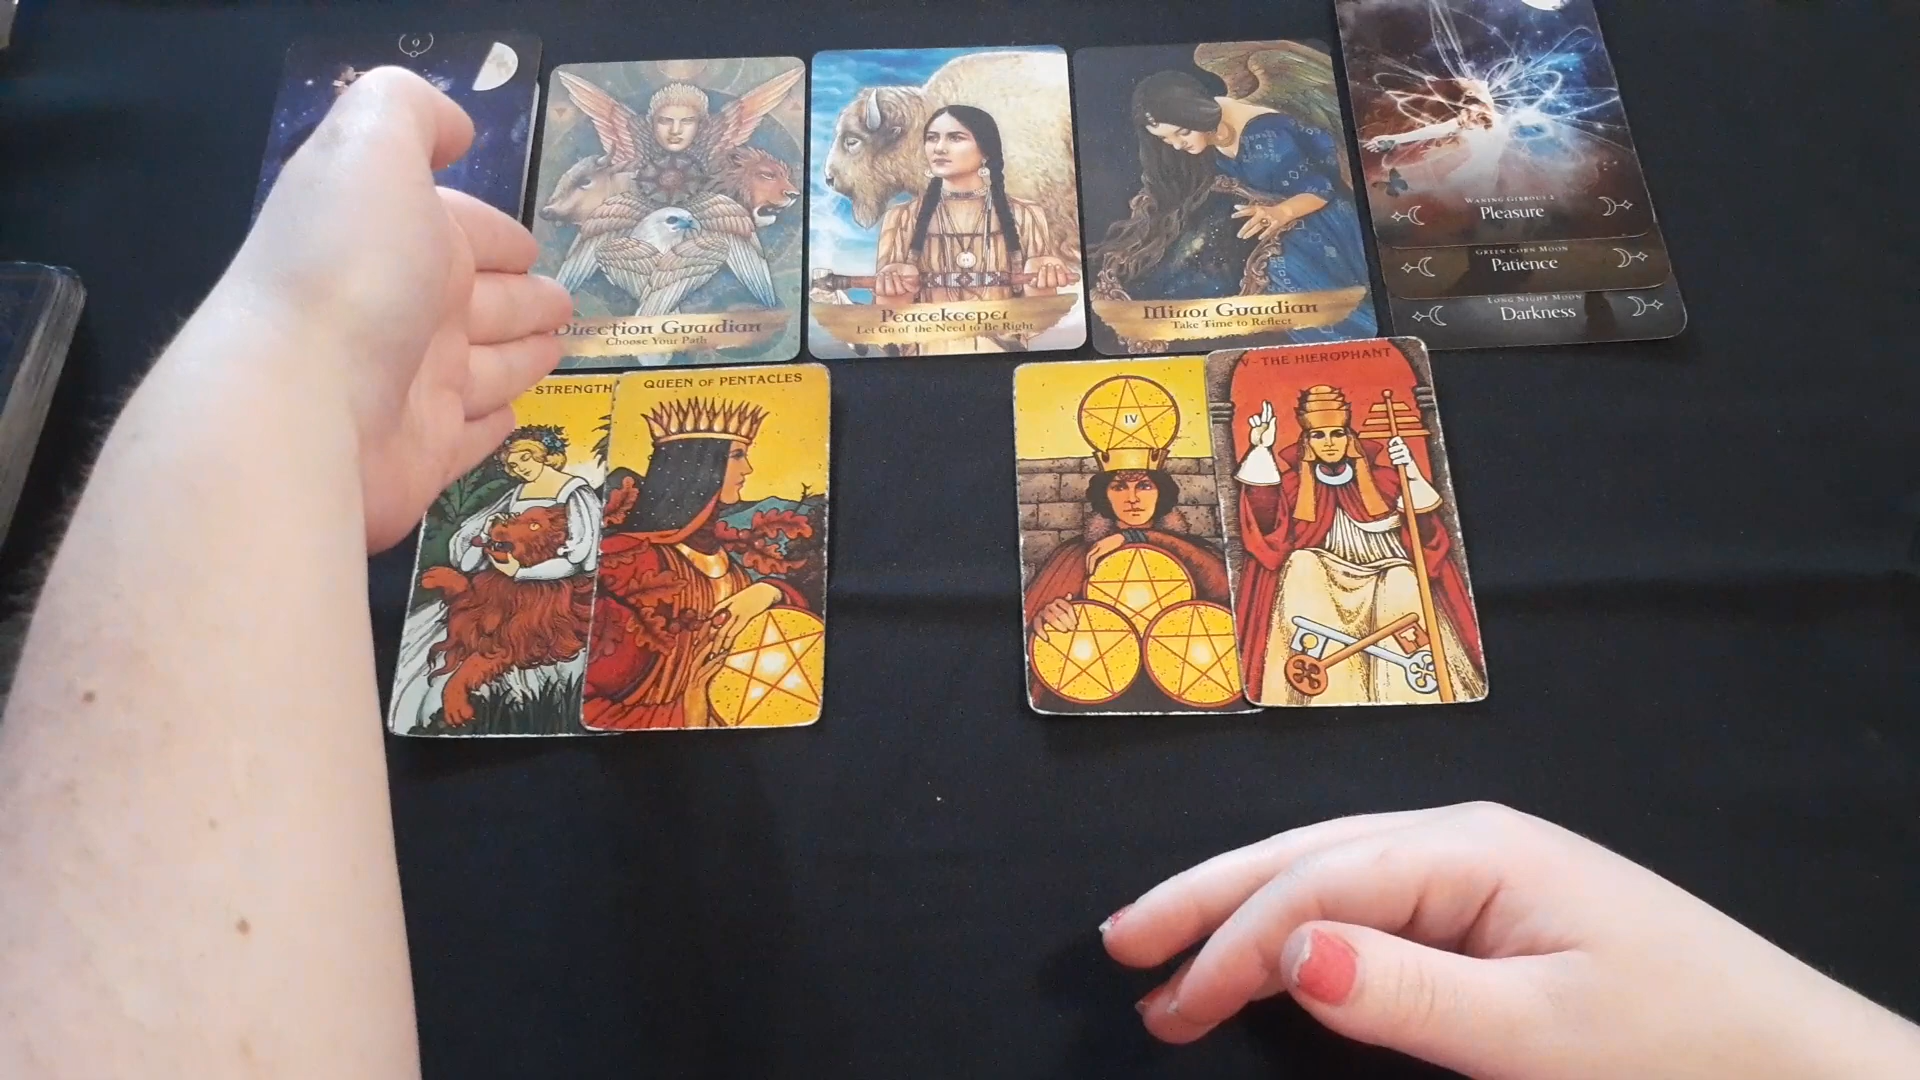 9
Direction Guardian
Choose Your Path
Peacekeeper
Let Go of the Need to Be Right
Mirror Guardian
Take Time to Reflect
WANING GIBBOUS 2
Pleasure
GREEN CORN MOON
Patience
LONG NIGHT MOON
Darkness
STRENGTH
QUEEN OF PENTACLES
IV
V-THE HIEROPHANT